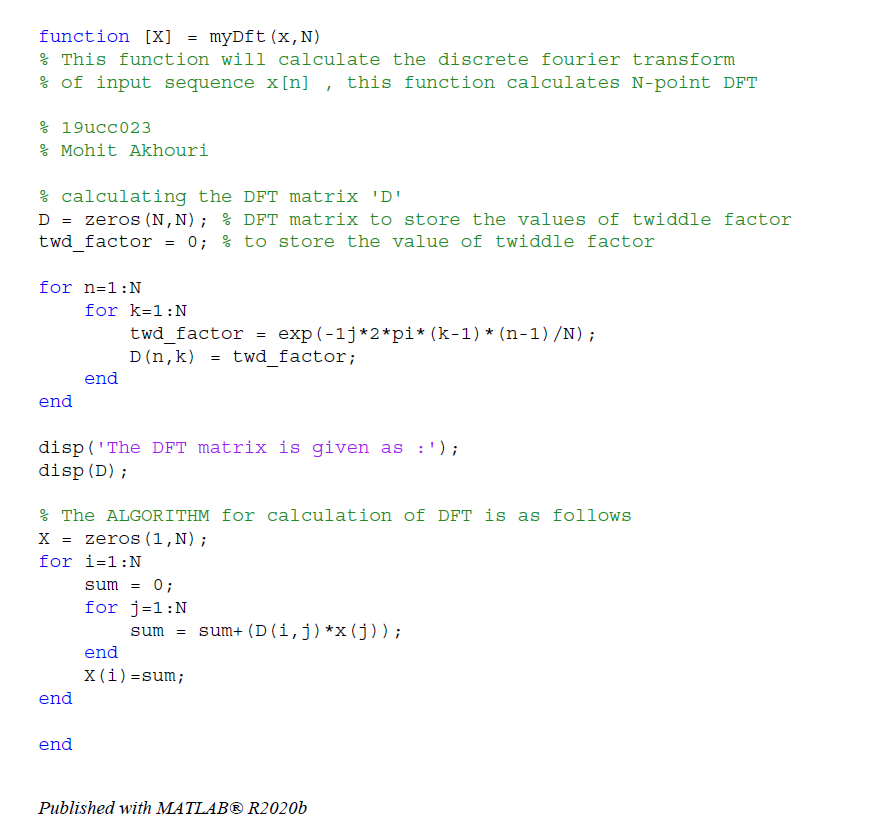 function [X] = myDft(x,N)
% This function will calculate the discrete fourier transform
% of input sequence x[n] , this function calculates N-point DFT
% 19ucc023
% Mohit Akhouri
% calculating the DFT matrix 'D'
D = zeros(N,N); % DFT matrix to store the values of twiddle factor
twd_factor = 0; % to store the value of twiddle factor
for n=1:N
    for k=1:N
        twd_factor = exp(-1j*2*pi*(k-1)*(n-1)/N);
        D(n,k) = twd_factor;
    end
end
disp('The DFT matrix is given as :');
disp(D);
% The ALGORITHM for calculation of DFT is as follows
X = zeros(1,N);
for i=1:N
    sum = 0;
    for j=1:N
        sum = sum+(D(i,j)*x(j));
    end
    X(i)=sum;
end
end
Published with MATLAB® R2020b